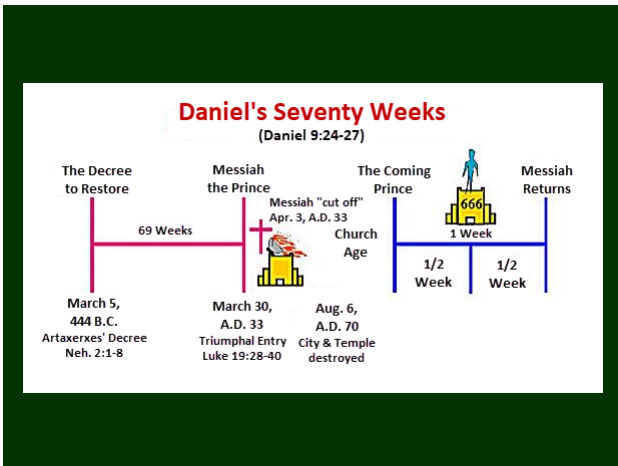 Daniel's Seventy Weeks
(Daniel 9:24-27)
The Decree
to Restore
Messiah
the Prince
The Coming
Prince
Messiah
Returns
Messiah "cut off"
Apr. 3, A.D. 33
666
69 Weeks
Church
Age
1 Week
1/2
Week
1/2
Week
March 5,
444 B.C.
Artaxerxes' Decree
Neh. 2:1-8
March 30,
A.D. 33
Triumphal Entry
Luke 19:28-40
Aug. 6,
A.D. 70
City & Temple
destroyed